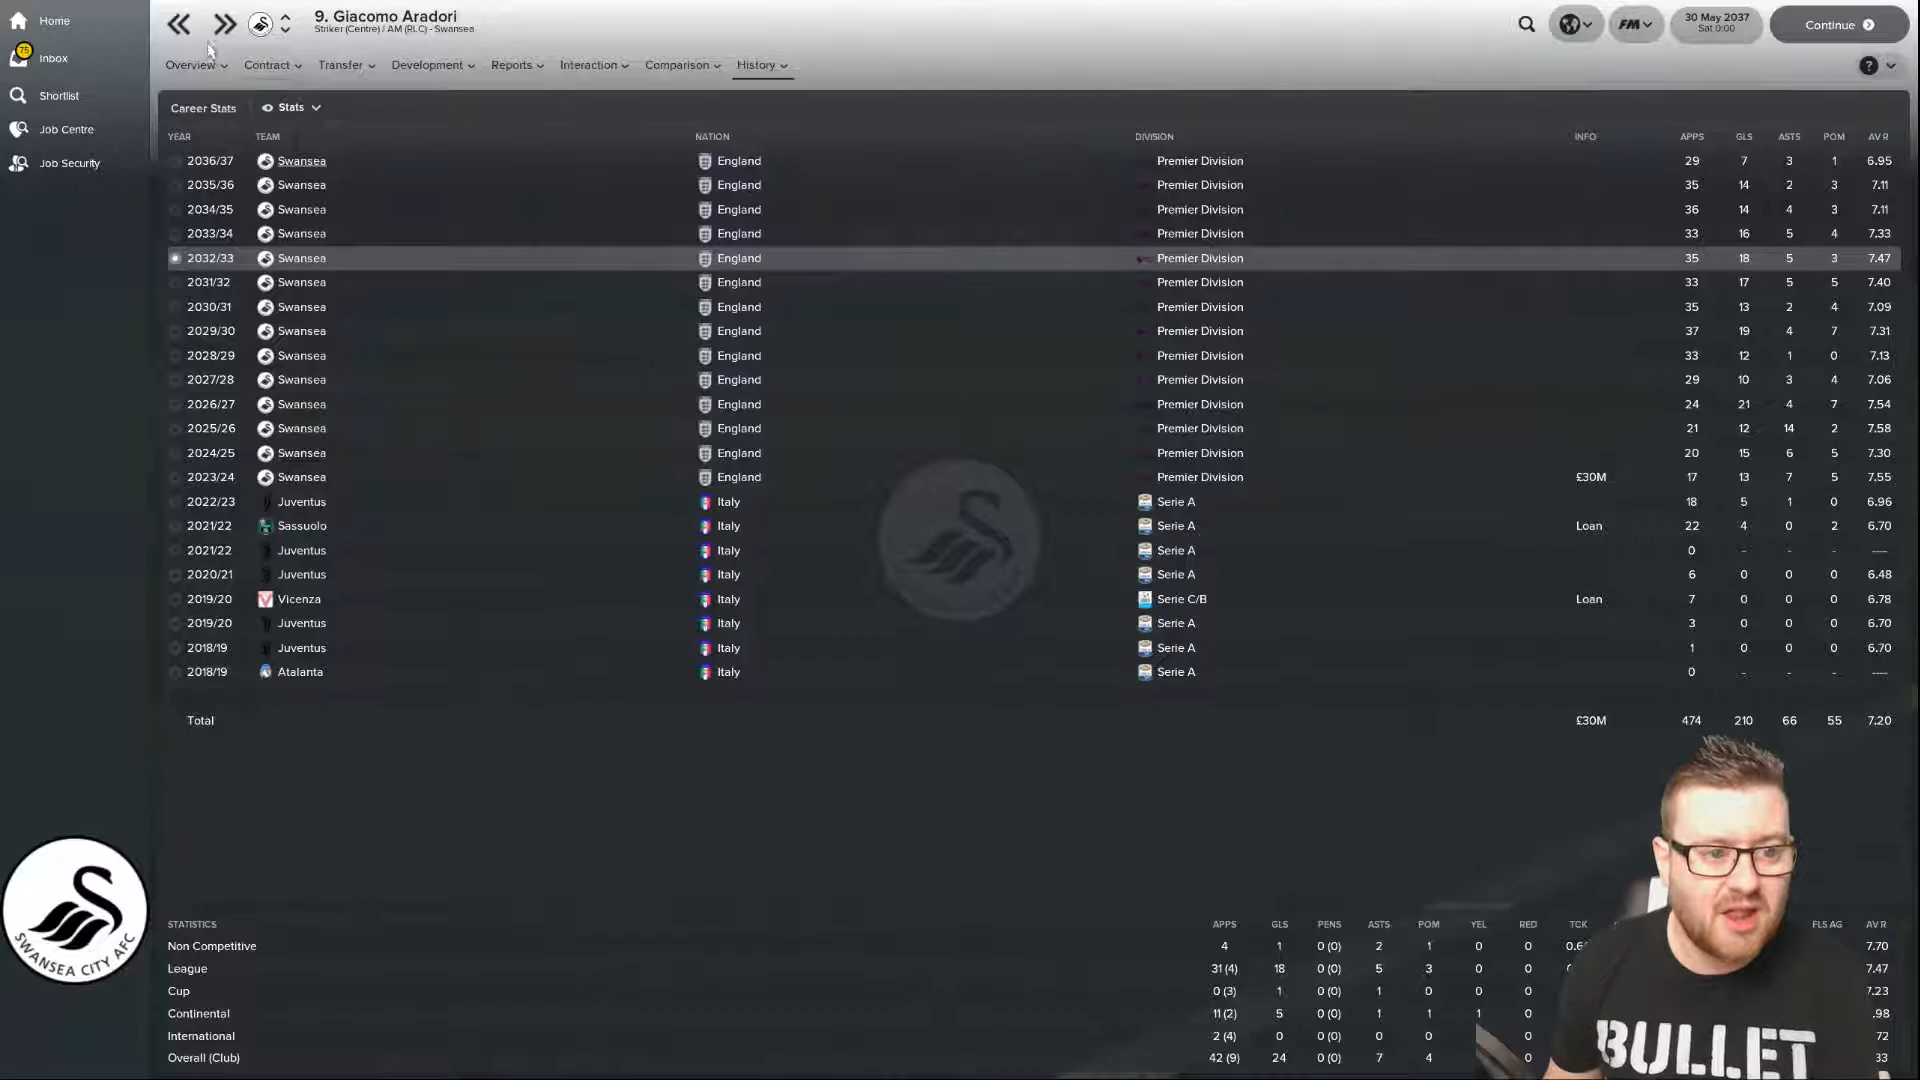 Home
Inbox
75
Shortlist
Job Centre
Job Security
9. Giacomo Aradori
Striker (Centre) / AM (RLC) - Swansea
FM
30 May 2037
Sat 0:00
Continue
Overview Contract Transfer Development Reports Interaction Comparison History
?
Career Stats Stats
YEAR TEAM NATION DIVISION INFO APPS GLS ASTS POM AV R
2036/37 Swansea England Premier Division 29 7 3 1 6.95
2035/36 Swansea England Premier Division 35 14 2 3 7.11
2034/35 Swansea England Premier Division 36 14 4 3 7.11
2033/34 Swansea England Premier Division 33 16 5 4 7.33
2032/33 Swansea England Premier Division 35 18 5 3 7.47
2031/32 Swansea England Premier Division 33 17 5 5 7.40
2030/31 Swansea England Premier Division 35 13 2 4 7.09
2029/30 Swansea England Premier Division 37 19 4 7 7.31
2028/29 Swansea England Premier Division 33 12 1 0 7.13
2027/28 Swansea England Premier Division 29 10 3 4 7.06
2026/27 Swansea England Premier Division 24 21 4 7 7.54
2025/26 Swansea England Premier Division 21 12 14 2 7.58
2024/25 Swansea England Premier Division 20 15 6 5 7.30
2023/24 Swansea England Premier Division £30M 17 13 7 5 7.55
2022/23 Juventus Italy Serie A 18 5 1 0 6.96
2021/22 Sassuolo Italy Serie A Loan 22 4 0 2 6.70
2021/22 Juventus Italy Serie A 0 - - - ----
2020/21 Juventus Italy Serie A 6 0 0 0 6.48
2019/20 Vicenza Italy Serie C/B Loan 7 0 0 0 6.78
2019/20 Juventus Italy Serie A 3 0 0 0 6.70
2018/19 Juventus Italy Serie A 1 0 0 0 6.70
2018/19 Atalanta Italy Serie A 0 - - - ----
Total £30M 474 210 66 55 7.20
SWANSEA CITY AFC
STATISTICS APPS GLS PENS ASTS POM YEL RED TCK FLS AG AV R
Non Competitive 4 1 0 (0) 2 1 0 0 0.6 7.70
League 31 (4) 18 0 (0) 5 3 0 0 7.47
Cup 0 (3) 1 0 (0) 1 0 0 0 7.23
Continental 11 (2) 5 0 (0) 1 1 1 0 .98
International 2 (4) 0 0 (0) 0 0 0 72
Overall (Club) 42 (9) 24 0 (0) 7 4 0 33
BULLET